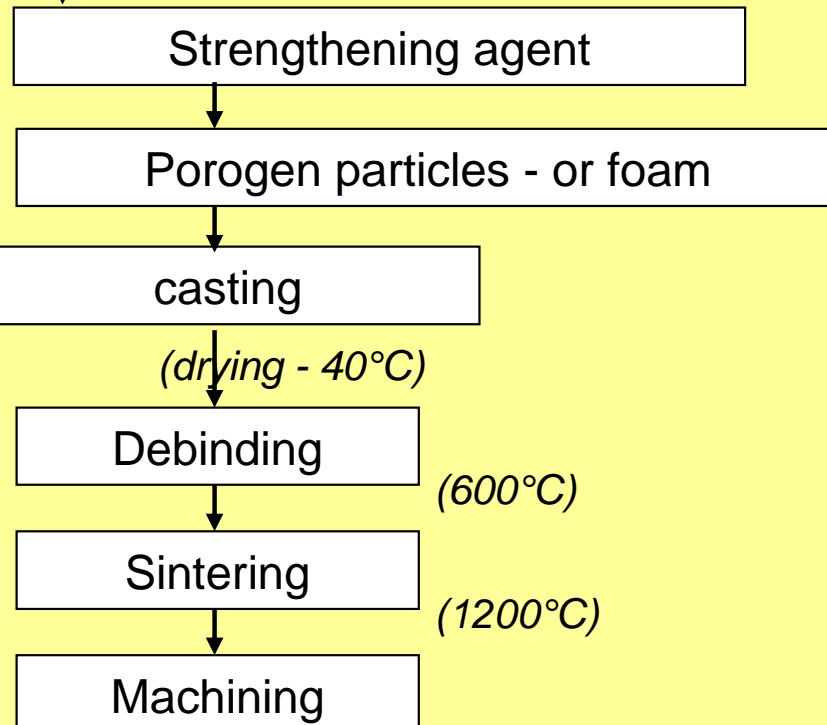 Strengthening agent
Porogen particles - or foam
casting
(drying - 40°C)
Debinding
(600°C)
Sintering
(1200°C)
Machining